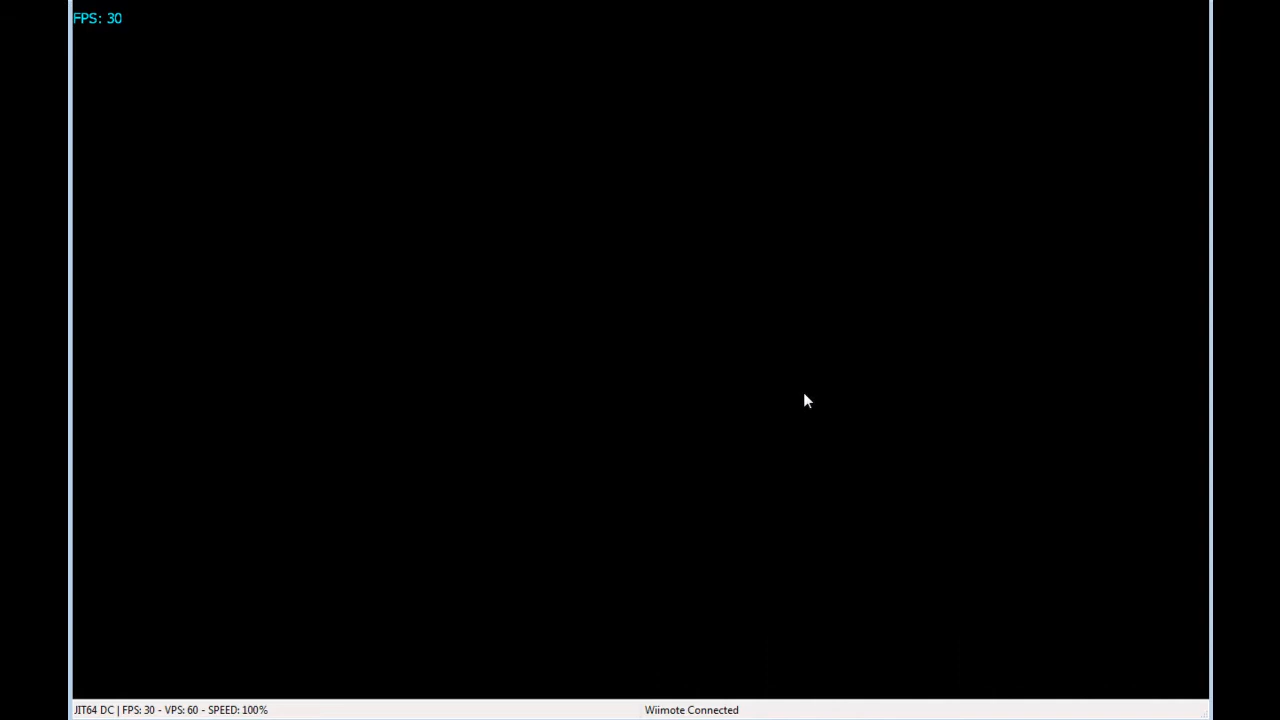 FPS: 30
JIT64 DC | FPS: 30 - VPS: 60 - SPEED: 100%
Wiimote Connected